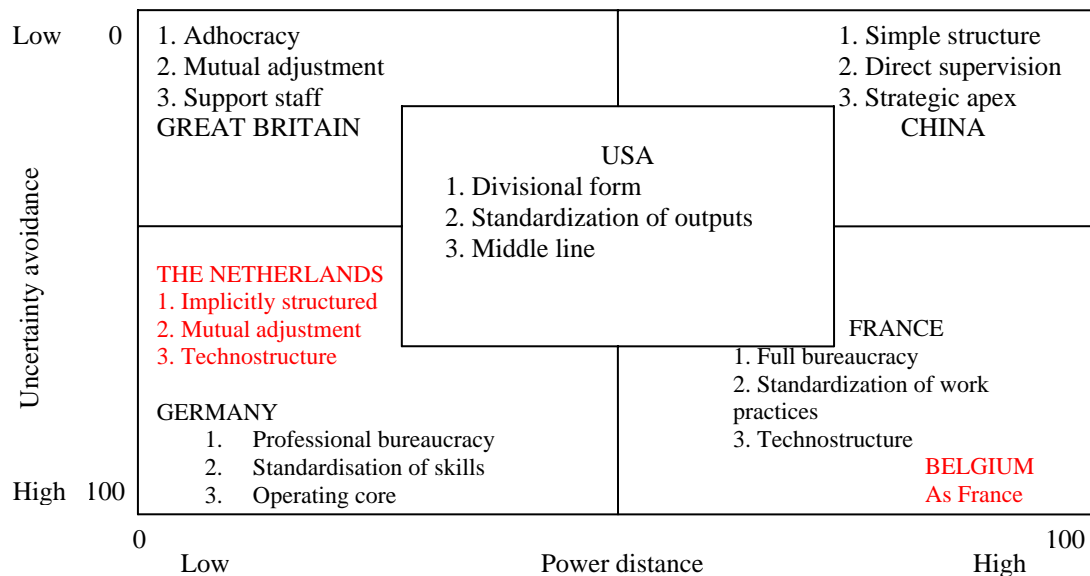 Low 0
1. Adhocracy
2. Mutual adjustment
3. Support staff
GREAT BRITAIN
1. Simple structure
2. Direct supervision
3. Strategic apex
CHINA
USA
1. Divisional form
2. Standardization of outputs
3. Middle line
Uncertainty avoidance
THE NETHERLANDS
1. Implicitly structured
2. Mutual adjustment
3. Technostructure
GERMANY
1. Professional bureaucracy
2. Standardisation of skills
3. Operating core
FRANCE
1. Full bureaucracy
2. Standardization of work
practices
3. Technostructure
BELGIUM
As France
High 100
0 100
Low Power distance High